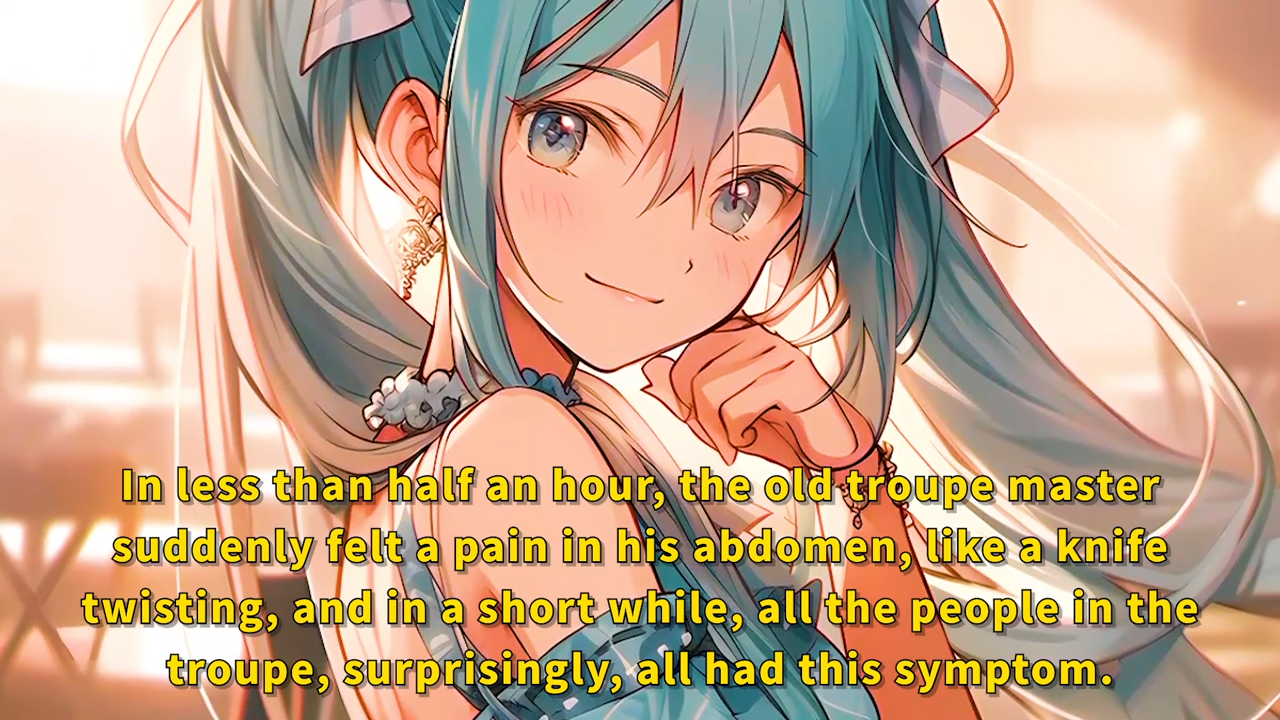 In less than half an hour, the old troupe master
suddenly felt a pain in his abdomen, like a knife
twisting, and in a short while, all the people in the
troupe, surprisingly, all had this symptom.